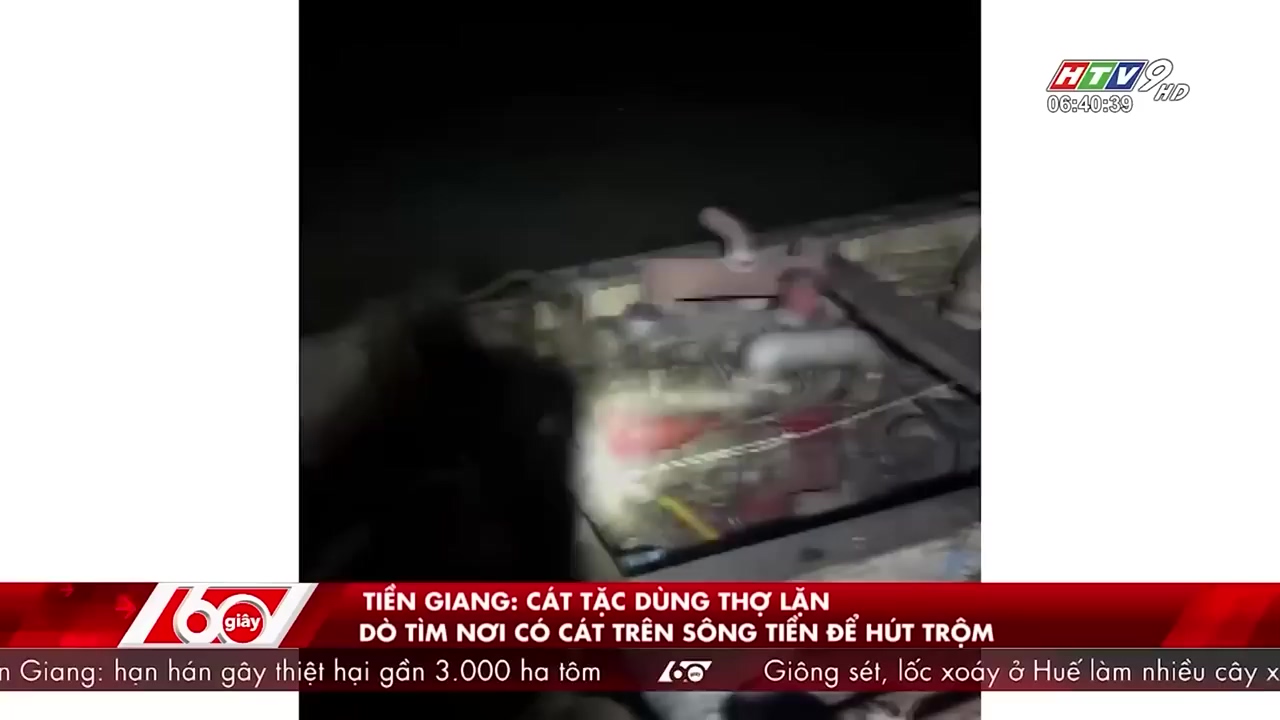 HTV9 HD
06:40:39
60 giây
TIỀN GIANG: CÁT TẶC DÙNG THỢ LẶN
DÒ TÌM NƠI CÓ CÁT TRÊN SÔNG TIỀN ĐỂ HÚT TRỘM
n Giang: hạn hán gây thiệt hại gần 3.000 ha tôm 60 giây Giông sét, lốc xoáy ở Huế làm nhiều cây x